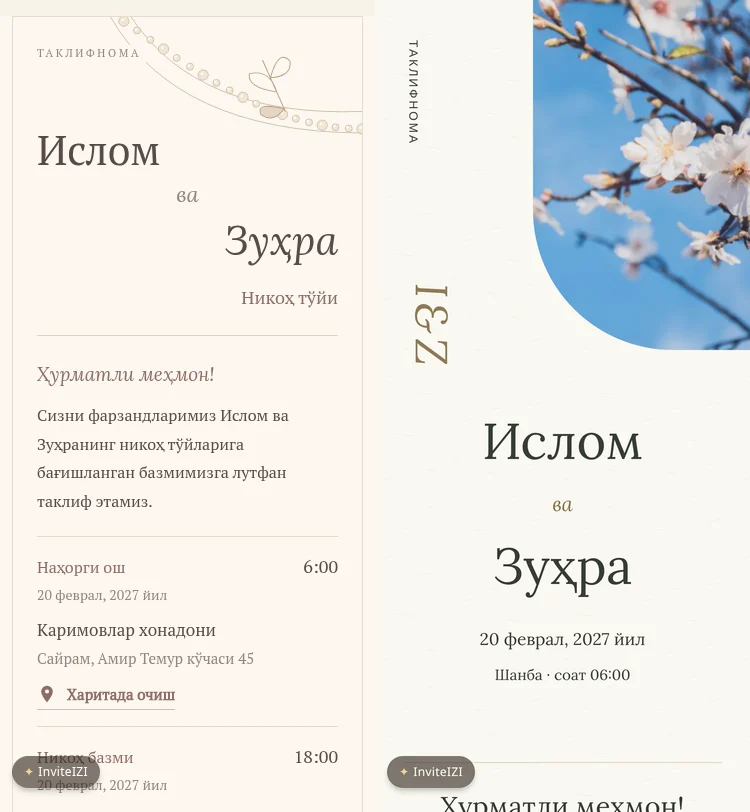 ТАКЛИФНОМА
Ислом
ва
Зуҳра
Никоҳ тўйи
Ҳурматли меҳмон!
Сизни фарзандларимиз Ислом ва
Зуҳранинг никоҳ тўйларига
бағишланган базмимизга лутфан
таклиф этамиз.
Наҳорги ош 6:00
20 феврал, 2027 йил
Каримовлар хонадони
Сайрам, Амир Темур кўчаси 45
Харитада очиш
Никоҳ базми 18:00
20 феврал, 2027 йил
InviteIZI
ТАКЛИФНОМА
IZI
Ислом
ва
Зуҳра
20 феврал, 2027 йил
Шанба · соат 06:00
InviteIZI
Ҳурматли меҳмон!